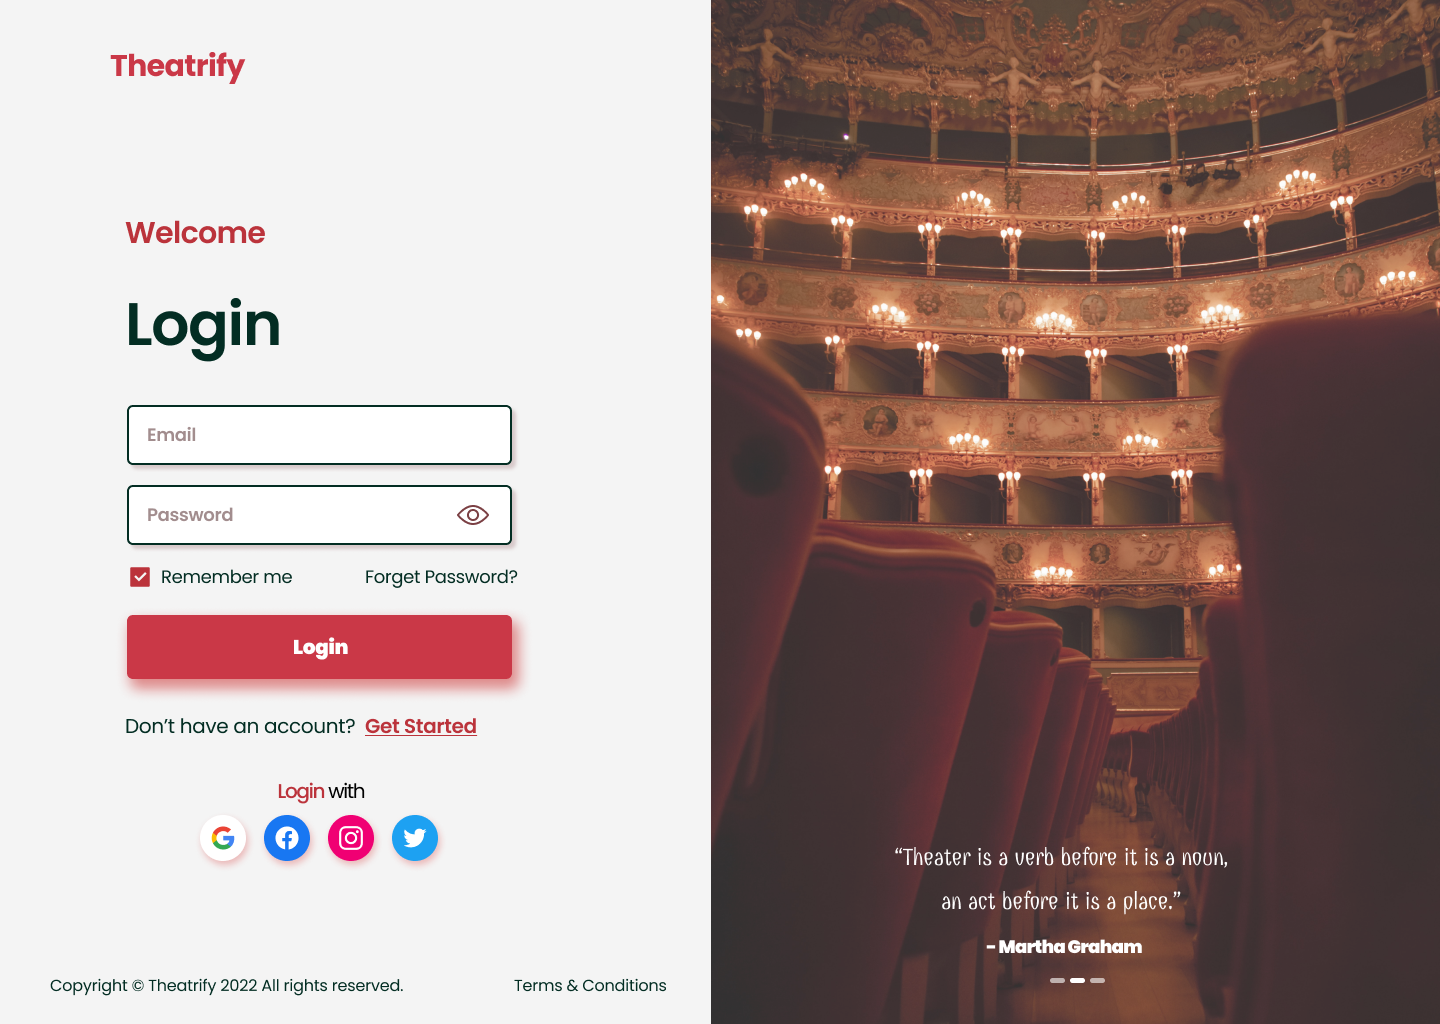 Theatrify
Welcome
Login
Email
Password
Remember me
Forget Password?
Login
Don’t have an account? Get Started
Login with
Copyright © Theatrify 2022 All rights reserved.
Terms & Conditions
“Theater is a verb before it is a noun,
an act before it is a place.”
- Martha Graham